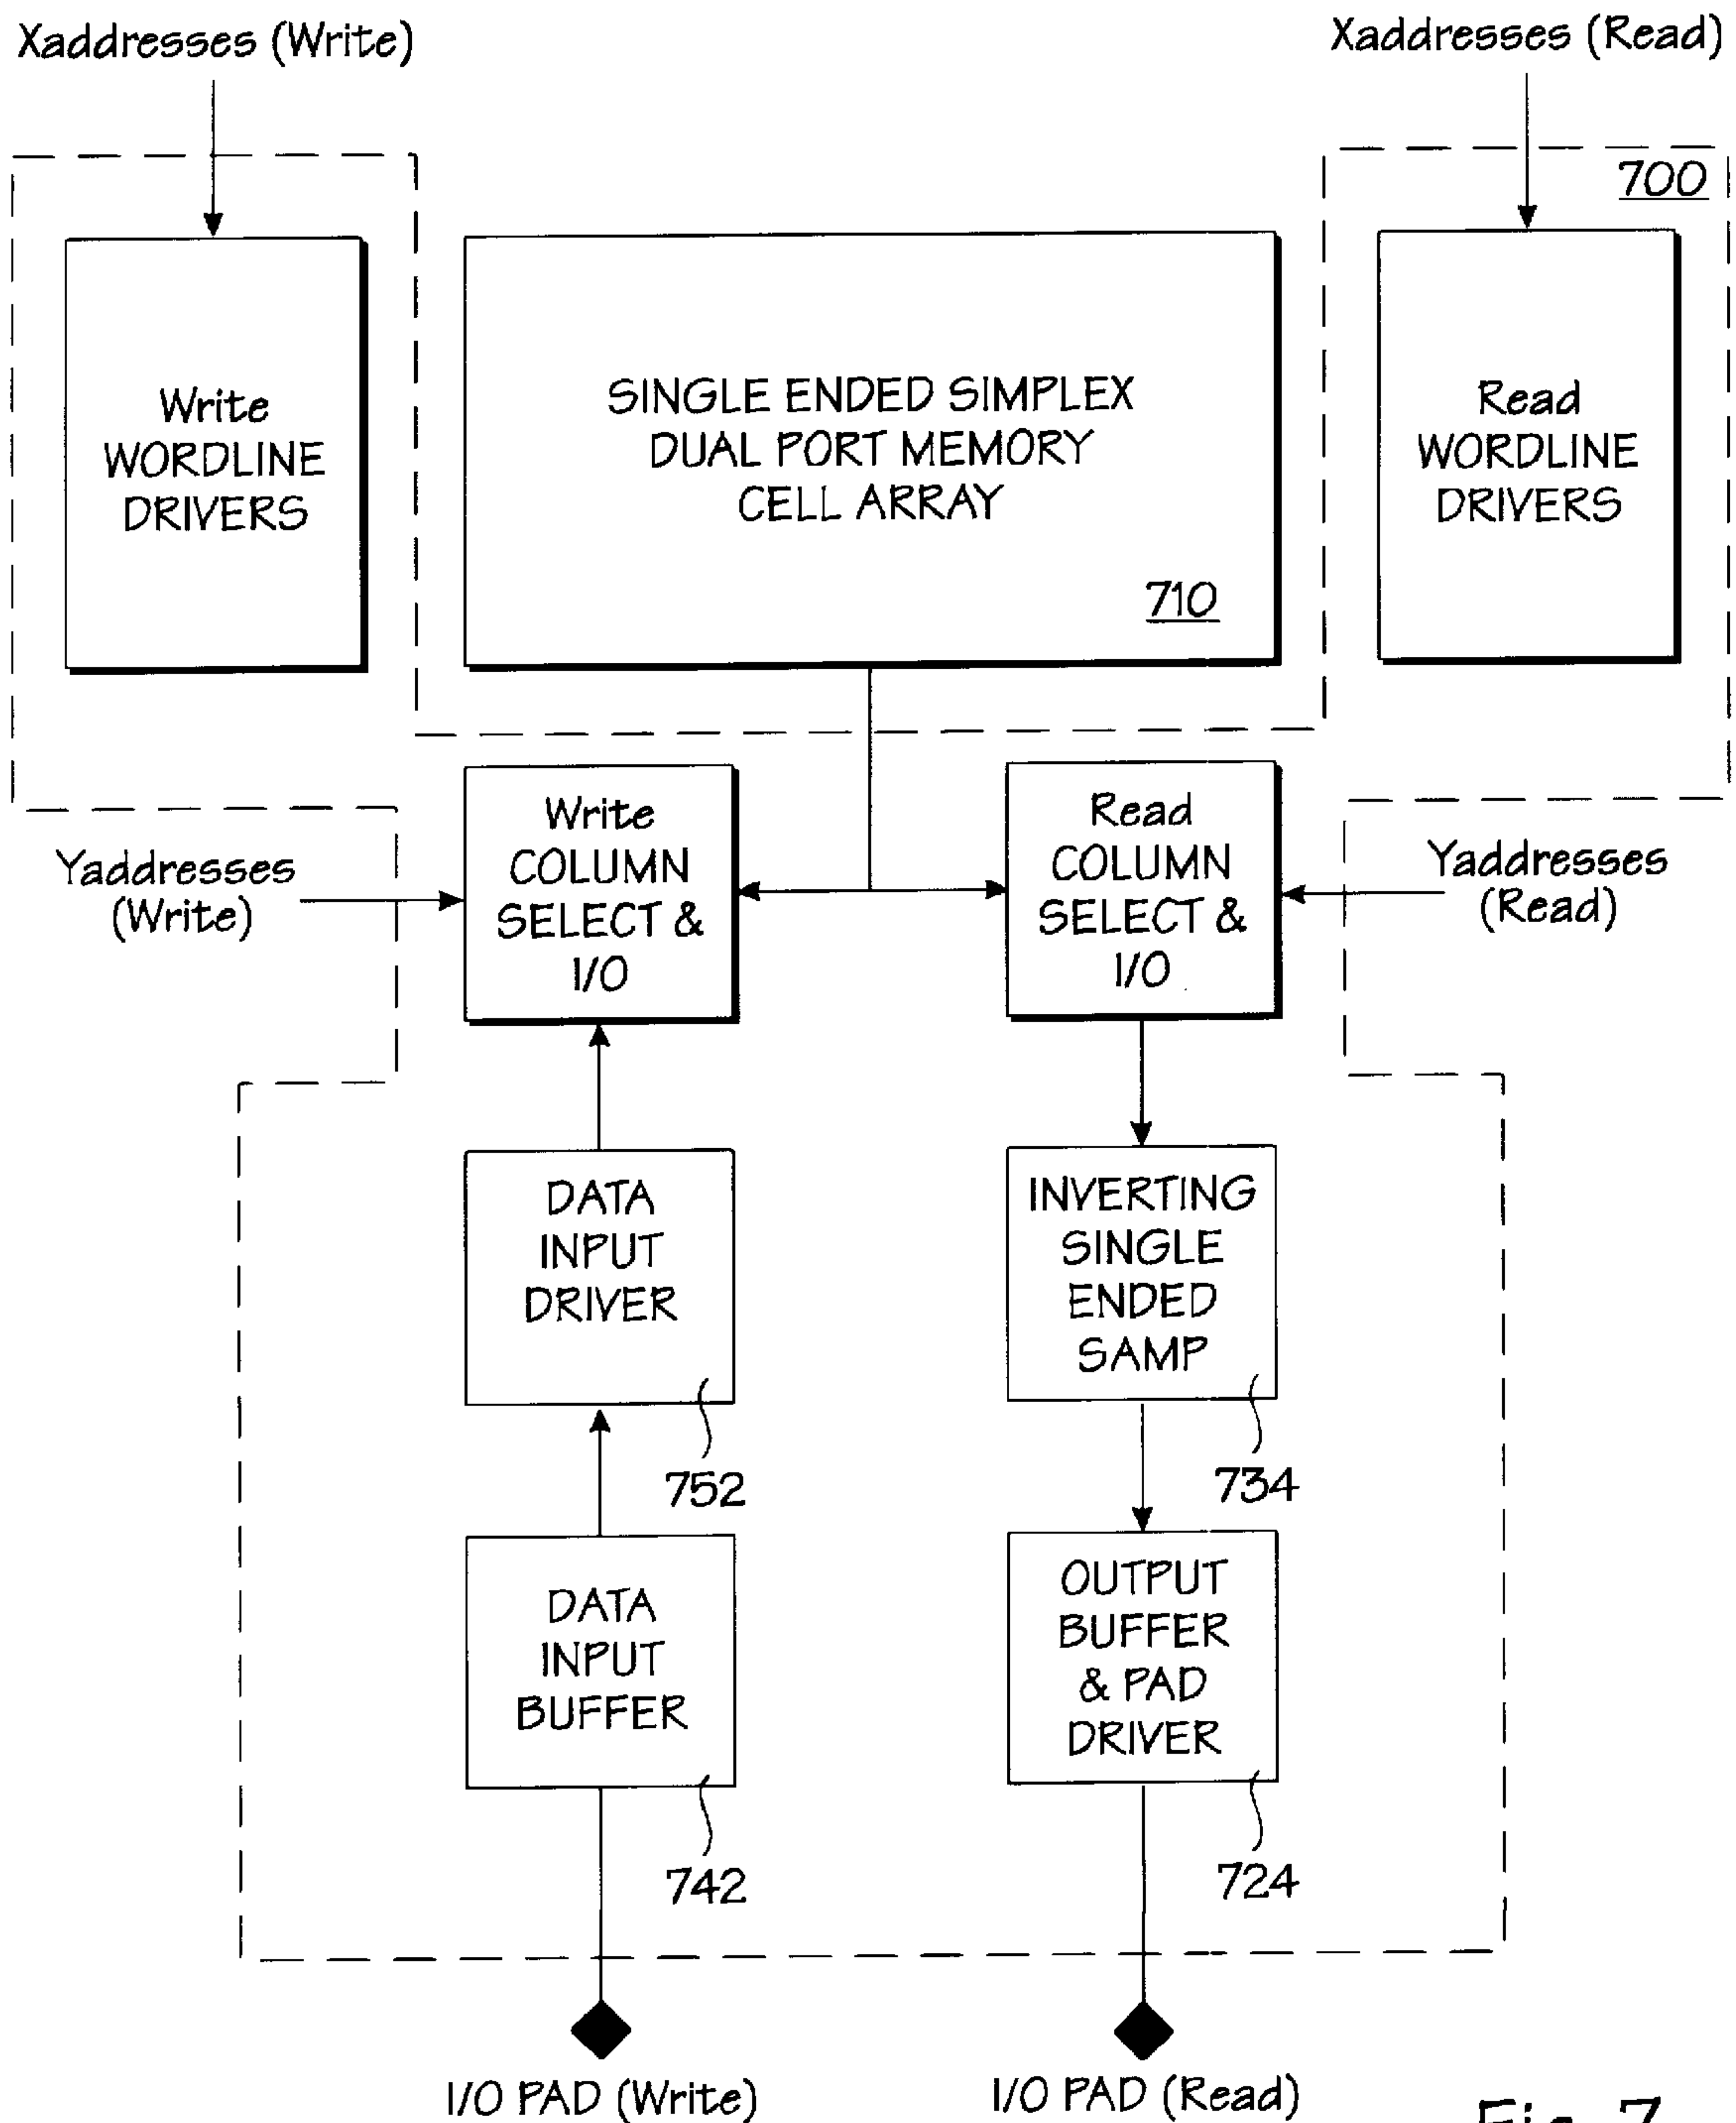 Xaddresses (Write)
Xaddresses (Read)
700
Write
WORDLINE
DRIVERS
SINGLE ENDED SIMPLEX
DUAL PORT MEMORY
CELL ARRAY
710
Read
WORDLINE
DRIVERS
Yaddresses
(Write)
Write
COLUMN
SELECT &
I/O
Read
COLUMN
SELECT &
I/O
Yaddresses
(Read)
DATA
INPUT
DRIVER
752
INVERTING
SINGLE
ENDED
SAMP
734
DATA
INPUT
BUFFER
742
OUTPUT
BUFFER
& PAD
DRIVER
724
I/O PAD (Write)
I/O PAD (Read)
Fig. 7